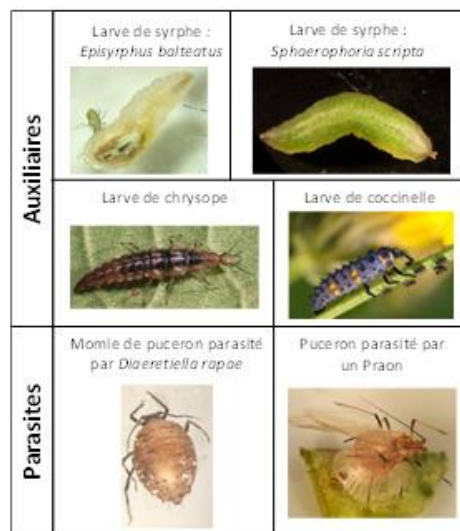 Auxiliaires
Larve de syrphe :
Episyrphus balteatus
Larve de syrphe :
Sphaerophoria scripta
Larve de chrysope
Larve de coccinelle
Parasites
Momie de puceron parasité
par Diaeretiella rapae
Puceron parasité par
un Praon